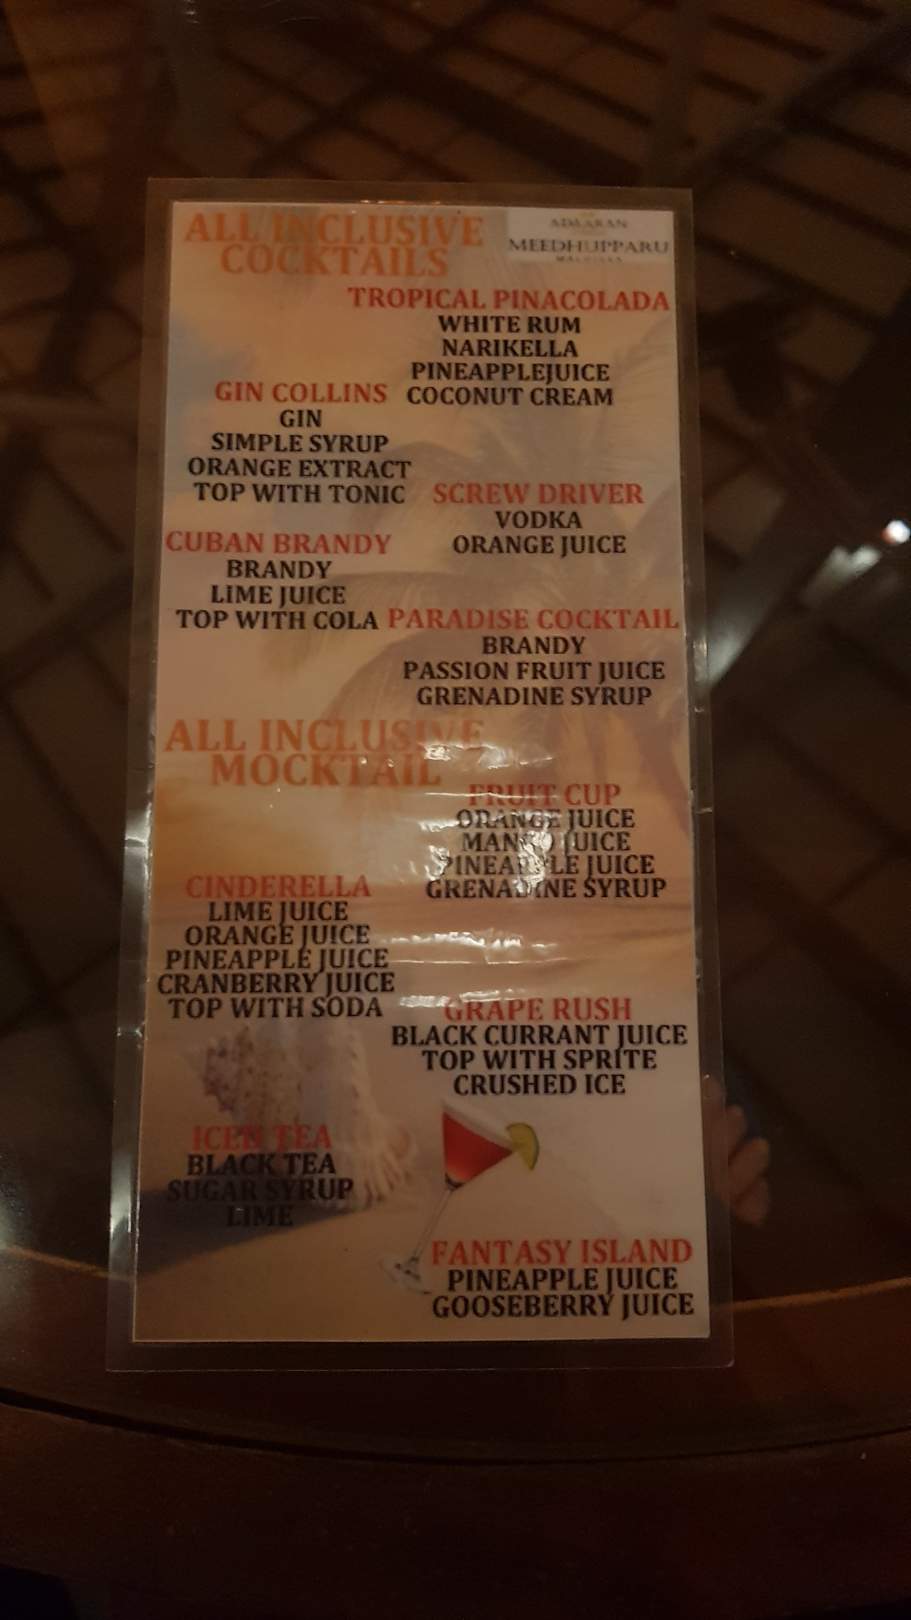 ALL INCLUSIVE
COCKTAILS
ADAARAN
MEEDHUPPARU
MALDIVES
TROPICAL PINACOLADA
WHITE RUM
NARIKELLA
PINEAPPLEJUICE
COCONUT CREAM
GIN COLLINS
GIN
SIMPLE SYRUP
ORANGE EXTRACT
TOP WITH TONIC
SCREW DRIVER
VODKA
ORANGE JUICE
CUBAN BRANDY
BRANDY
LIME JUICE
TOP WITH COLA
PARADISE COCKTAIL
BRANDY
PASSION FRUIT JUICE
GRENADINE SYRUP
ALL INCLUSIVE
MOCKTAIL
FRUIT CUP
ORANGE JUICE
MANGO JUICE
PINEAPPLE JUICE
GRENADINE SYRUP
CINDERELLA
LIME JUICE
ORANGE JUICE
PINEAPPLE JUICE
CRANBERRY JUICE
TOP WITH SODA
GRAPE RUSH
BLACK CURRANT JUICE
TOP WITH SPRITE
CRUSHED ICE
ICED TEA
BLACK TEA
SUGAR SYRUP
LIME
FANTASY ISLAND
PINEAPPLE JUICE
GOOSEBERRY JUICE